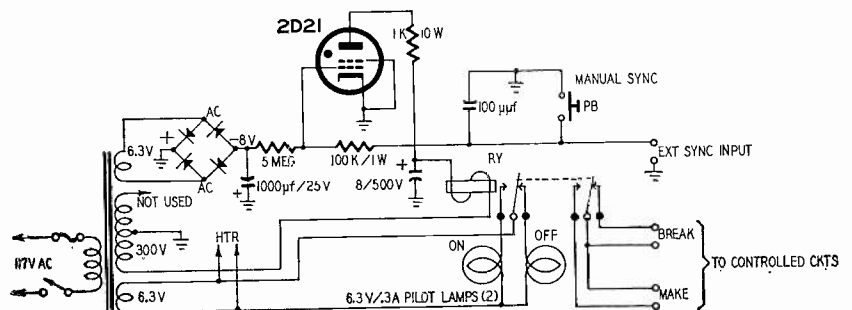 2D21
1K
10W
MANUAL SYNC
AC
100μμf
PB
+
-8V
6.3V
5 MEG
100K/1W
RY
EXT SYNC INPUT
+
AC
+
1000μf/25V
8/500V
NOT USED
HTR
ON
OFF
BREAK
300V
117V AC
TO CONTROLLED CKTS
6.3V
6.3V/.3A PILOT LAMPS (2)
MAKE